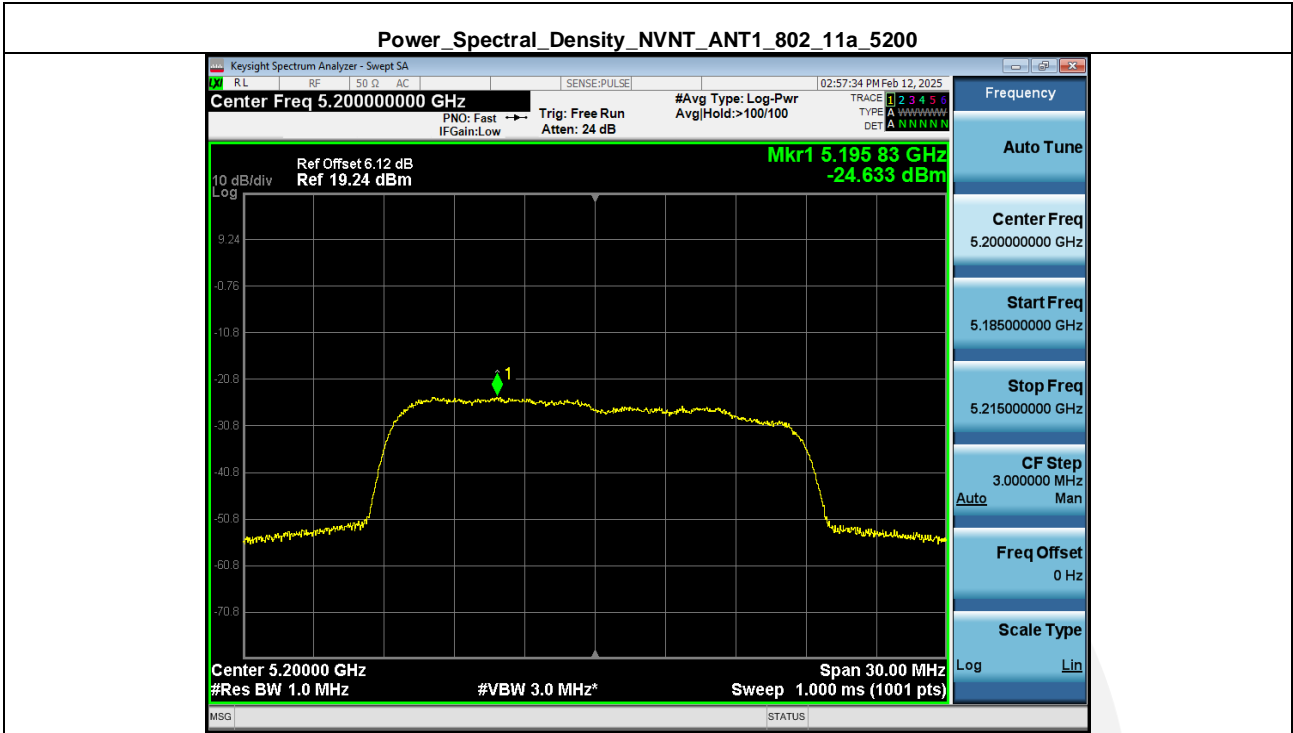 Power_Spectral_Density_NVNT_ANT1_802_11a_5200
Keysight Spectrum Analyzer - Swept SA
LXI RL RF 50 Ω AC SENSE:PULSE 02:57:34 PM Feb 12, 2025
Center Freq 5.200000000 GHz #Avg Type: Log-Pwr TRACE 1 2 3 4 5 6
PNO: Fast Trig: Free Run Avg|Hold:>100/100 TYPE A WWWWW
IFGain:Low Atten: 24 dB DET A N N N N N
Mkr1 5.195 83 GHz
-24.633 dBm
Ref Offset 6.12 dB
10 dB/div Ref 19.24 dBm
Log
9.24
-0.76
-10.8
-20.8
-30.8
-40.8
-50.8
-60.8
-70.8
1
Center 5.20000 GHz Span 30.00 MHz
#Res BW 1.0 MHz #VBW 3.0 MHz* Sweep 1.000 ms (1001 pts)
MSG STATUS
Frequency
Auto Tune
Center Freq
5.200000000 GHz
Start Freq
5.185000000 GHz
Stop Freq
5.215000000 GHz
CF Step
3.000000 MHz
Auto Man
Freq Offset
0 Hz
Scale Type
Log Lin